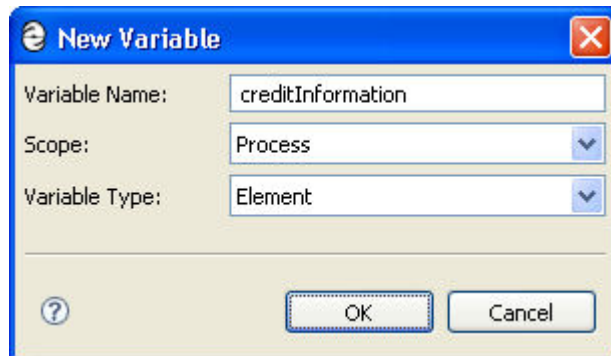 New Variable
Variable Name: creditInformation
Scope: Process
Variable Type: Element
? OK Cancel